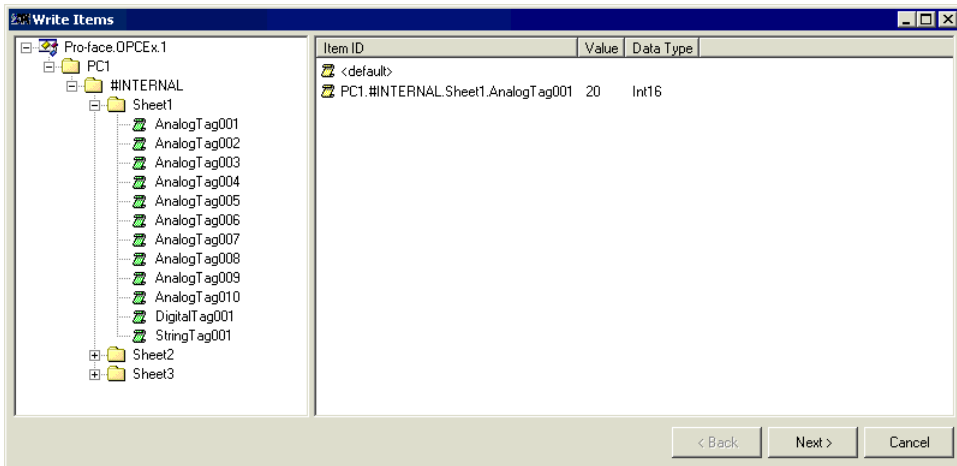 Write Items
Pro-face.OPCEx.1
PC1
#INTERNAL
Sheet1
AnalogTag001
AnalogTag002
AnalogTag003
AnalogTag004
AnalogTag005
AnalogTag006
AnalogTag007
AnalogTag008
AnalogTag009
AnalogTag010
DigitalTag001
StringTag001
Sheet2
Sheet3
Item ID Value Data Type
<default>
PC1.#INTERNAL.Sheet1.AnalogTag001 20 Int16
< Back Next > Cancel